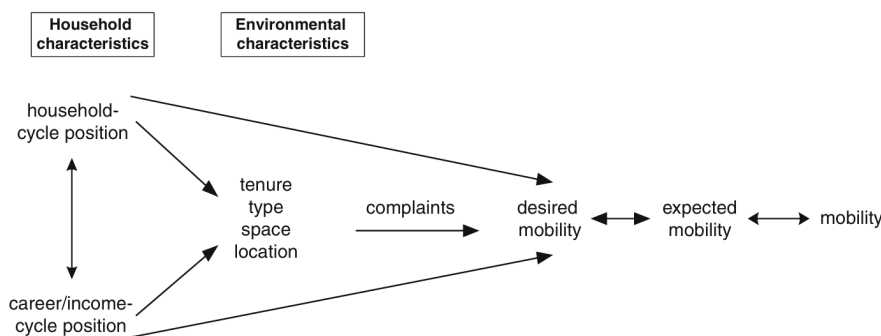 Household
characteristics
Environmental
characteristics
household-
cycle position
tenure
type
space
location
complaints
desired
mobility
expected
mobility
mobility
career/income-
cycle position